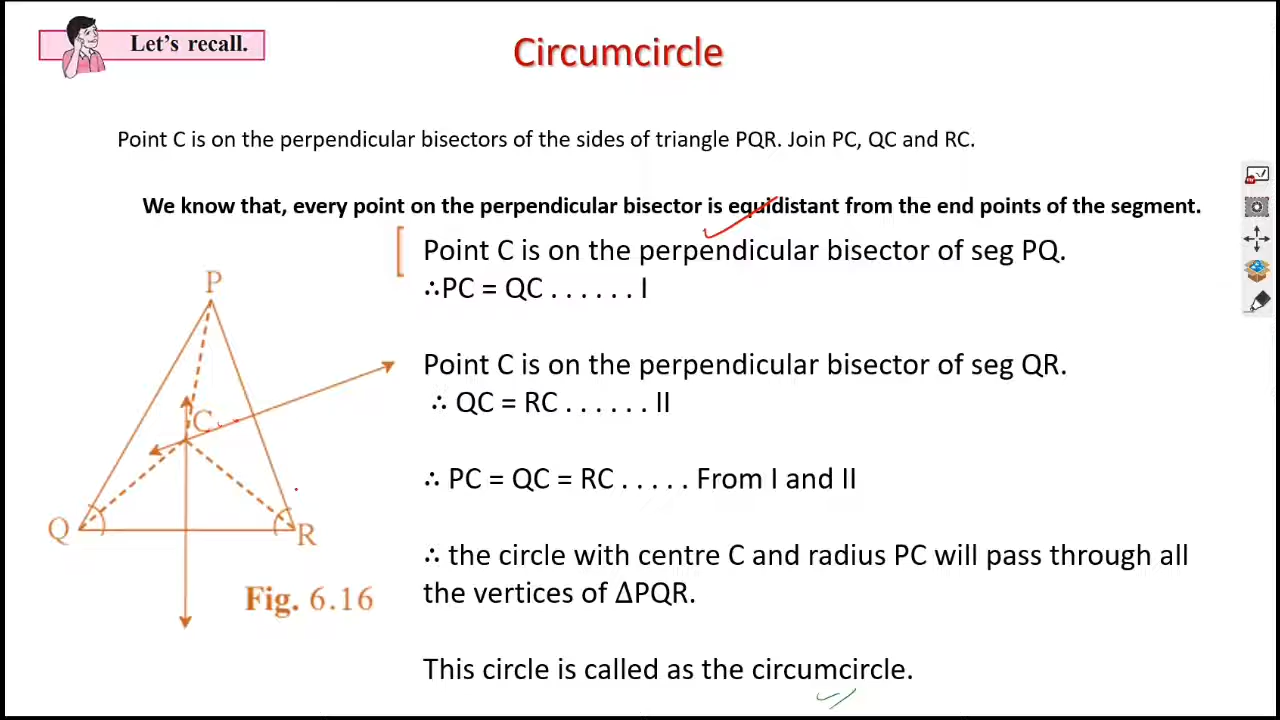 Let's recall.
Circumcircle
Point C is on the perpendicular bisectors of the sides of triangle PQR. Join PC, QC and RC.
We know that, every point on the perpendicular bisector is equidistant from the end points of the segment.
Point C is on the perpendicular bisector of seg PQ.
∴PC = QC . . . . . . I
Point C is on the perpendicular bisector of seg QR.
∴ QC = RC . . . . . . II
∴ PC = QC = RC . . . . . From I and II
∴ the circle with centre C and radius PC will pass through all
the vertices of ΔPQR.
This circle is called as the circumcircle.
P
C
Q
R
Fig. 6.16